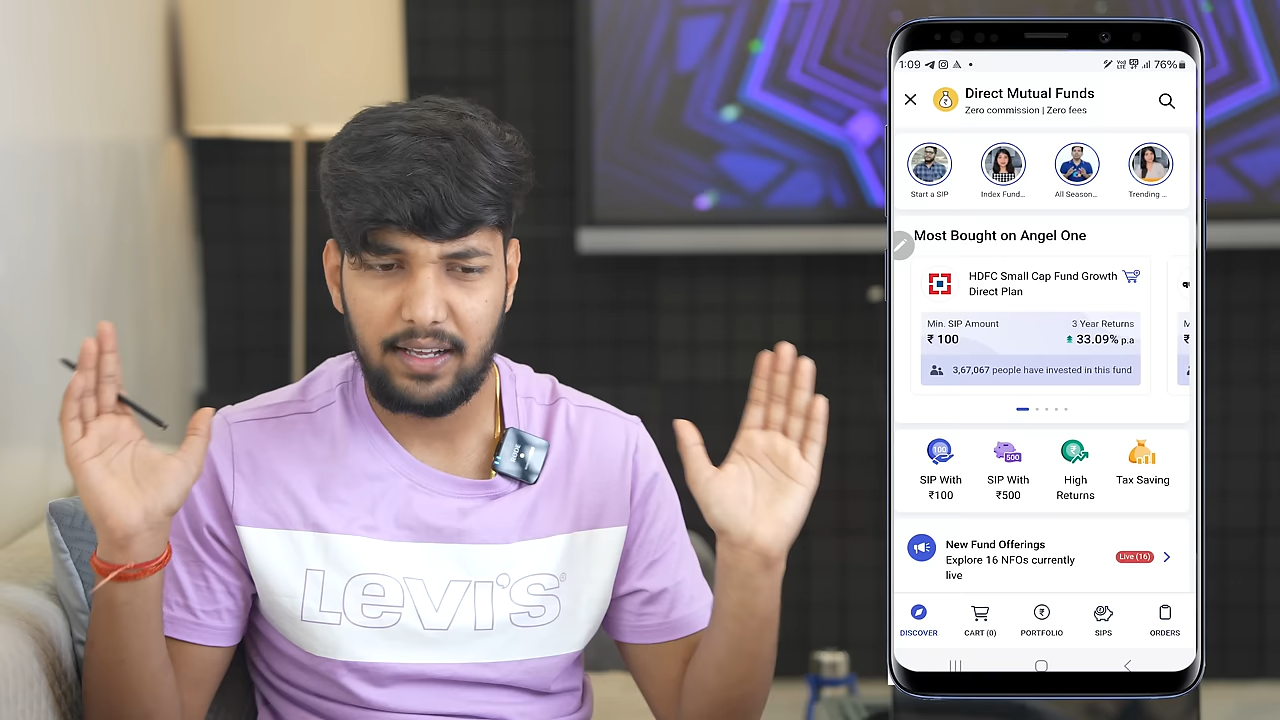 LEVI'S®
RODE
1:09
76%
Direct Mutual Funds
Zero commission | Zero fees
Start a SIP
Index Fund...
All Season...
Trending ...
Most Bought on Angel One
HDFC Small Cap Fund Growth
Direct Plan
Min. SIP Amount
3 Year Returns
₹ 100
33.09% p.a
3,67,067 people have invested in this fund
100
500
SIP With
₹100
SIP With
₹500
High
Returns
Tax Saving
New Fund Offerings
Explore 16 NFOs currently
live
Live (16)
DISCOVER
CART (0)
PORTFOLIO
SIPS
ORDERS